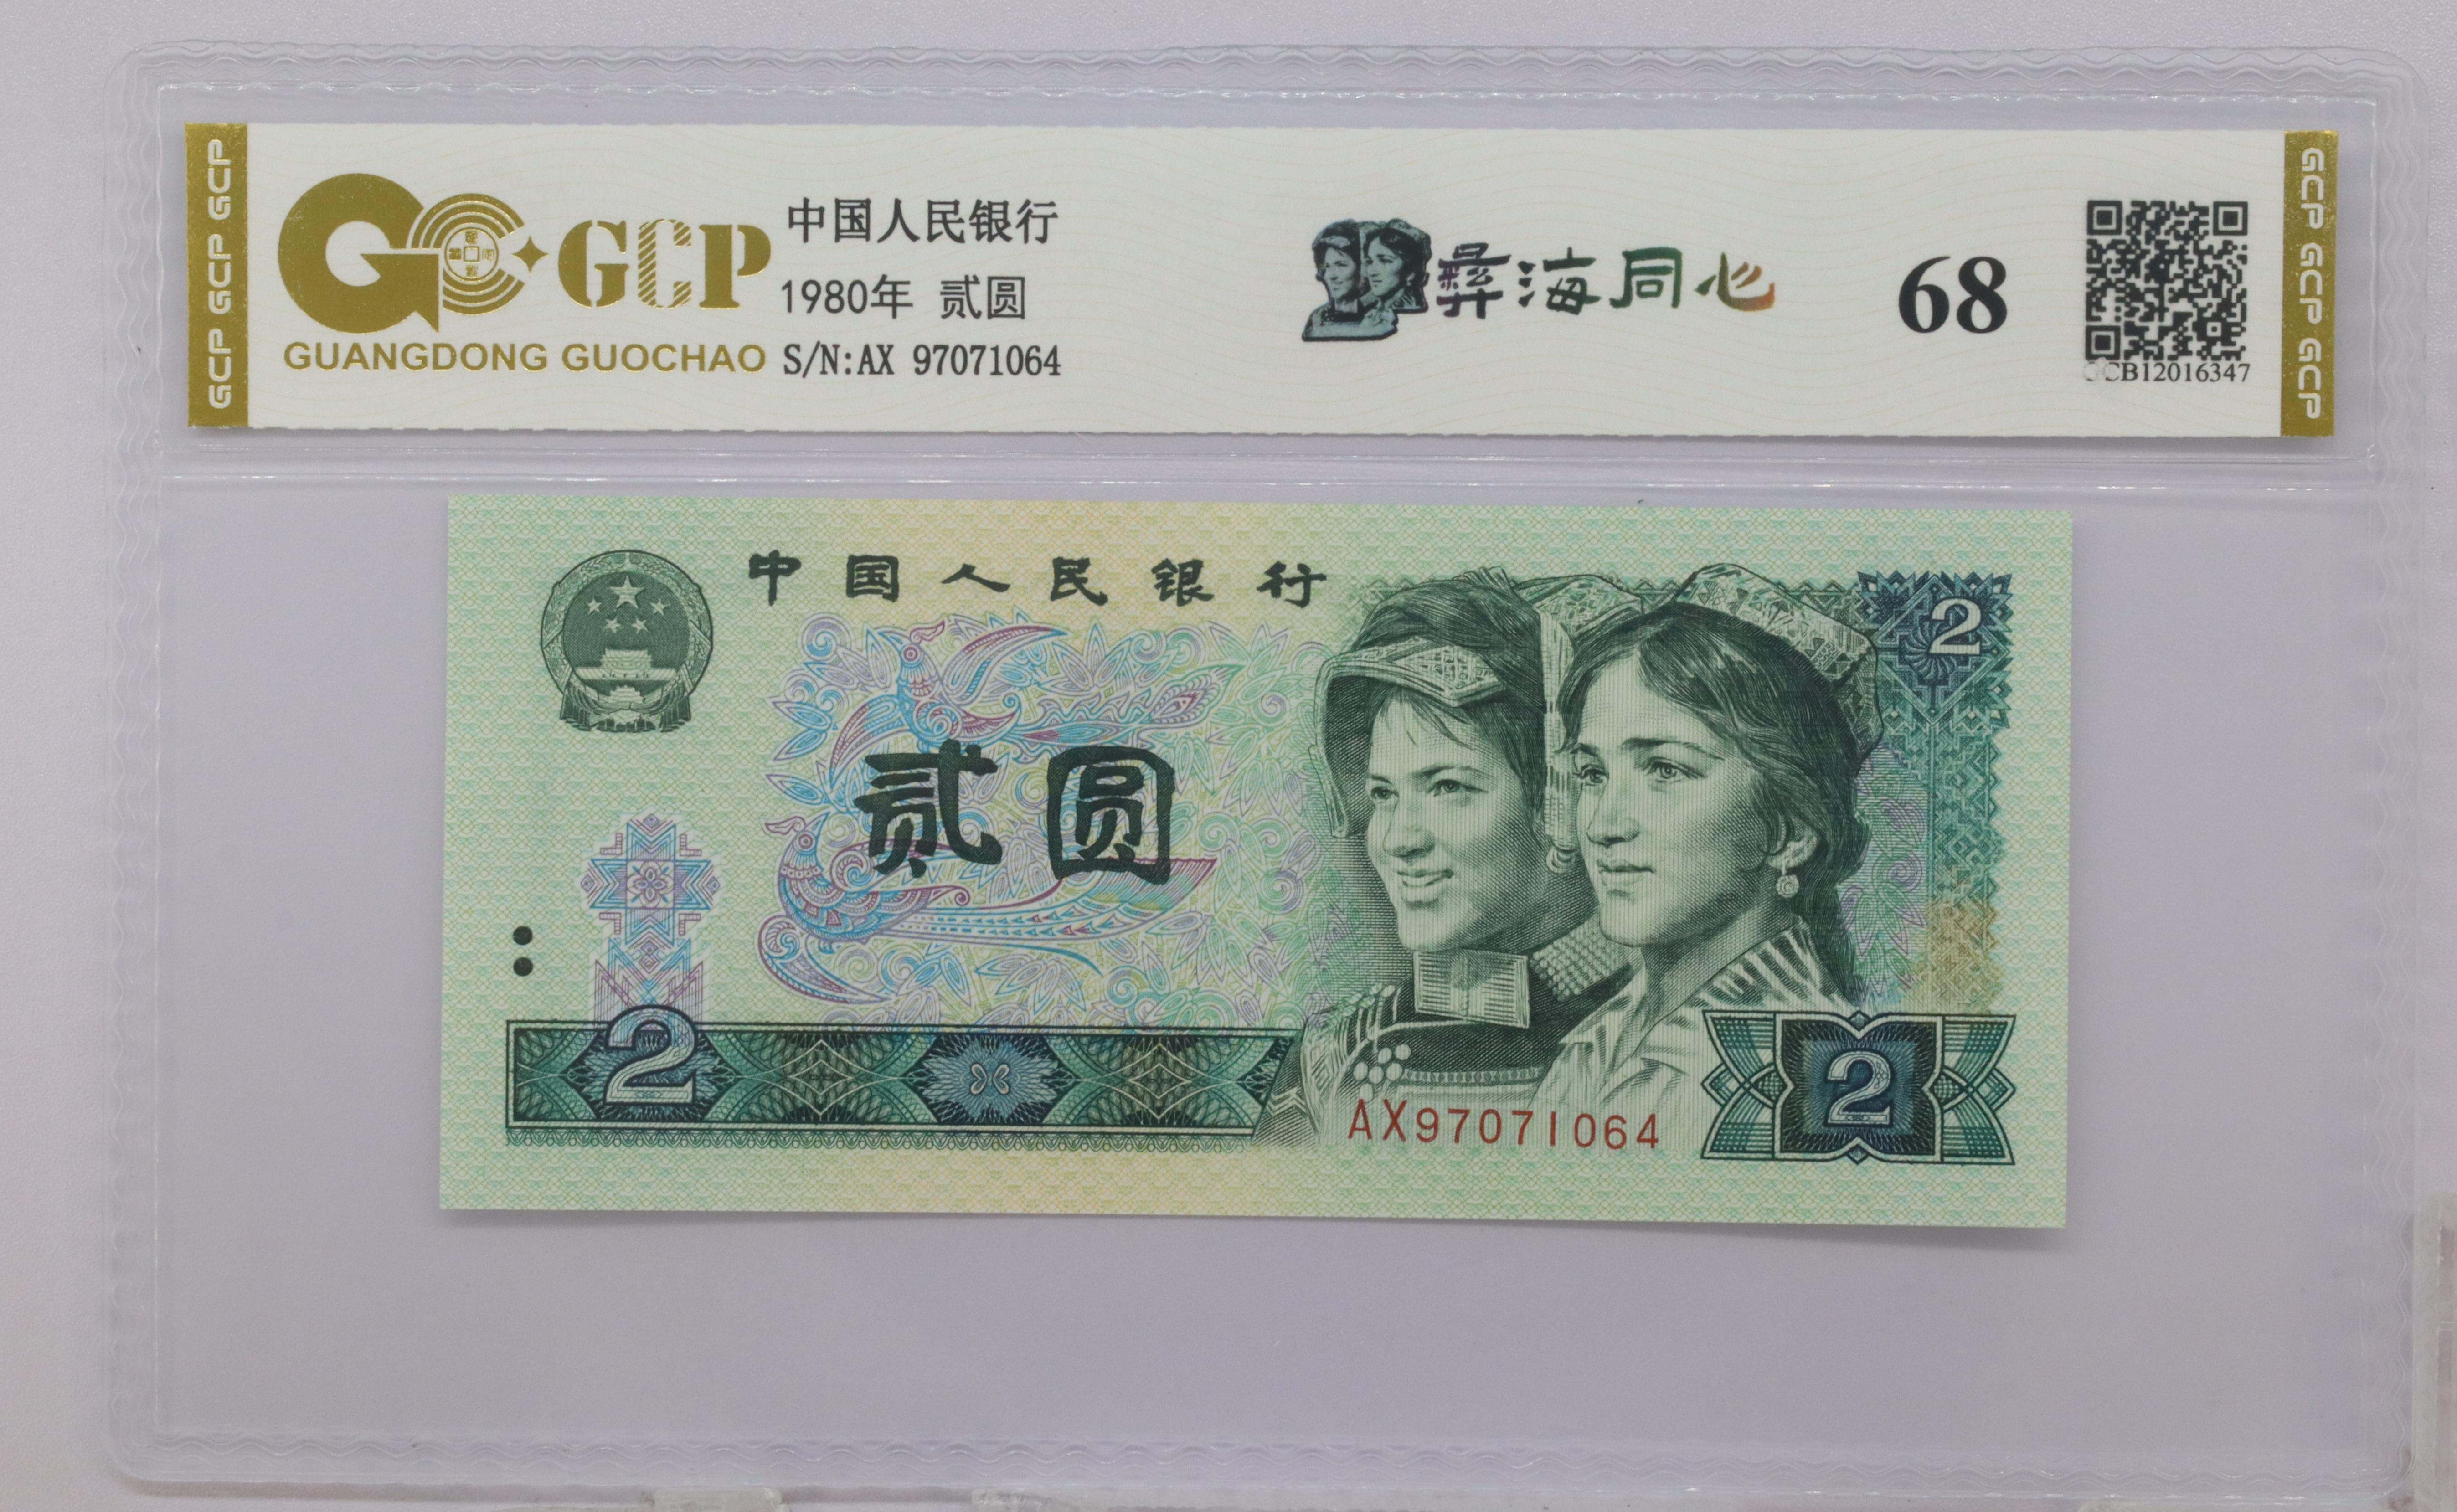 GCP GCP GCP
GCP
GUANGDONG GUOCHAO
中国人民银行
1980年 贰圆
S/N:AX 97071064
彝海同心
68
CB12016347
GCP GCP GCP GCP
中国人民银行
贰圆
2
2
AX97071064
2